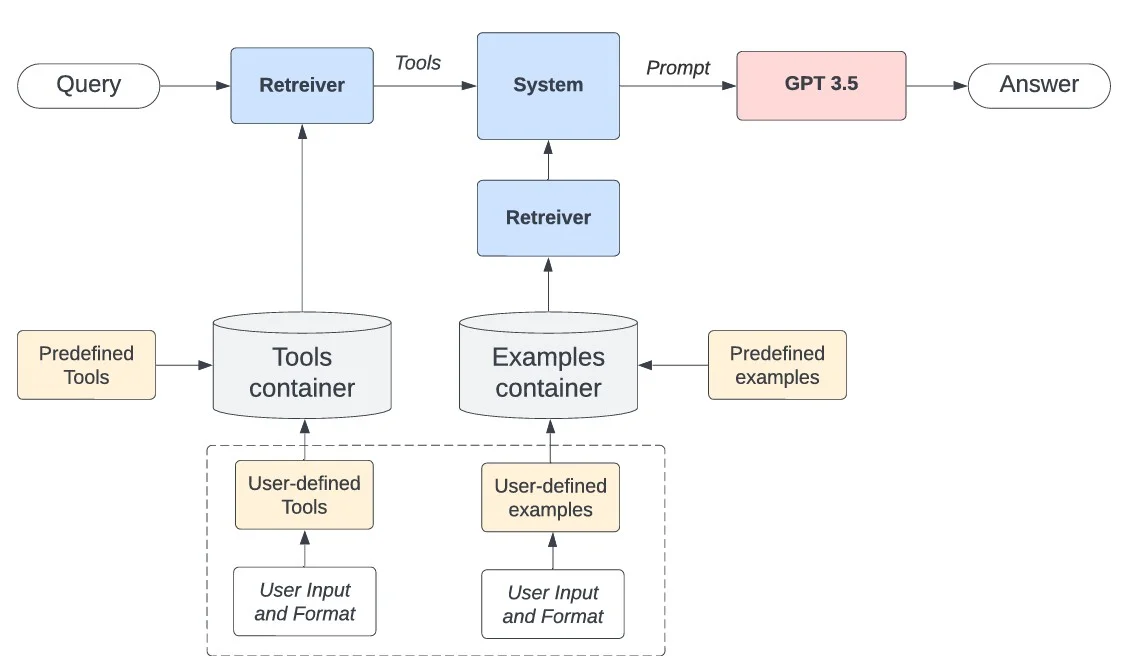 Query
Retreiver
Tools
System
Prompt
GPT 3.5
Answer
Retreiver
Predefined
Tools
Tools
container
Examples
container
Predefined
examples
User-defined
Tools
User-defined
examples
User Input
and Format
User Input
and Format